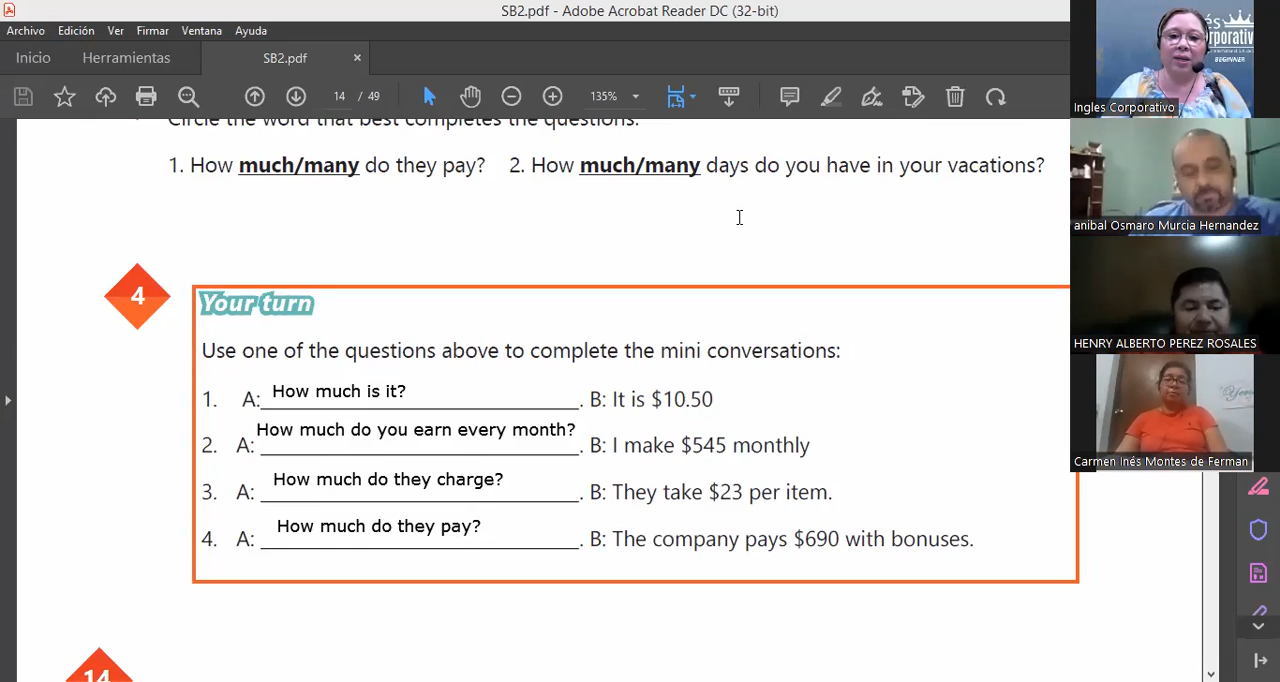 SB2.pdf - Adobe Acrobat Reader DC (32-bit)
Archivo Edición Ver Firmar Ventana Ayuda
Inicio Herramientas SB2.pdf ×
14 / 49 135%
Circle the word that best completes the questions.
1. How much/many do they pay? 2. How much/many days do you have in your vacations?
4
Your turn
Use one of the questions above to complete the mini conversations:
1. A: How much is it? . B: It is $10.50
2. A: How much do you earn every month? . B: I make $545 monthly
3. A: How much do they charge? . B: They take $23 per item.
4. A: How much do they pay? . B: The company pays $690 with bonuses.
14
BEGINNER
Ingles Corporativo
anibal Osmaro Murcia Hernandez
HENRY ALBERTO PEREZ ROSALES
Carmen Inés Montes de Ferman